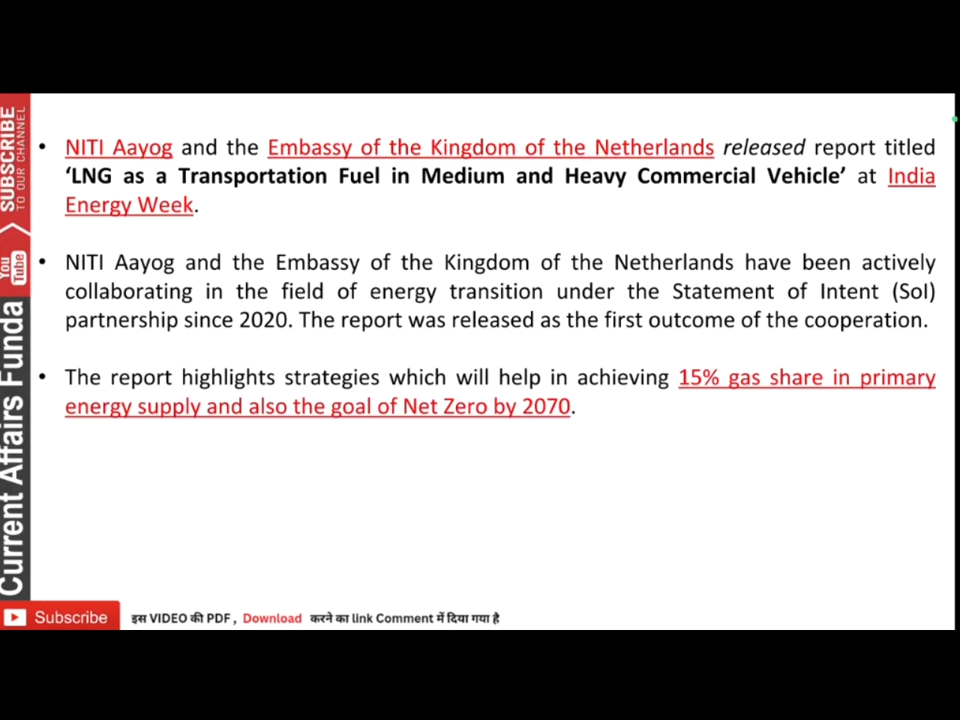 • NITI Aayog and the Embassy of the Kingdom of the Netherlands released report titled
‘LNG as a Transportation Fuel in Medium and Heavy Commercial Vehicle’ at India
Energy Week.
• NITI Aayog and the Embassy of the Kingdom of the Netherlands have been actively
collaborating in the field of energy transition under the Statement of Intent (SoI)
partnership since 2020. The report was released as the first outcome of the cooperation.
• The report highlights strategies which will help in achieving 15% gas share in primary
energy supply and also the goal of Net Zero by 2070.
SUBSCRIBE
TO OUR CHANNEL
You
Tube
Current Affairs Funda
Subscribe
इस VIDEO की PDF , Download करने का link Comment में दिया गया है